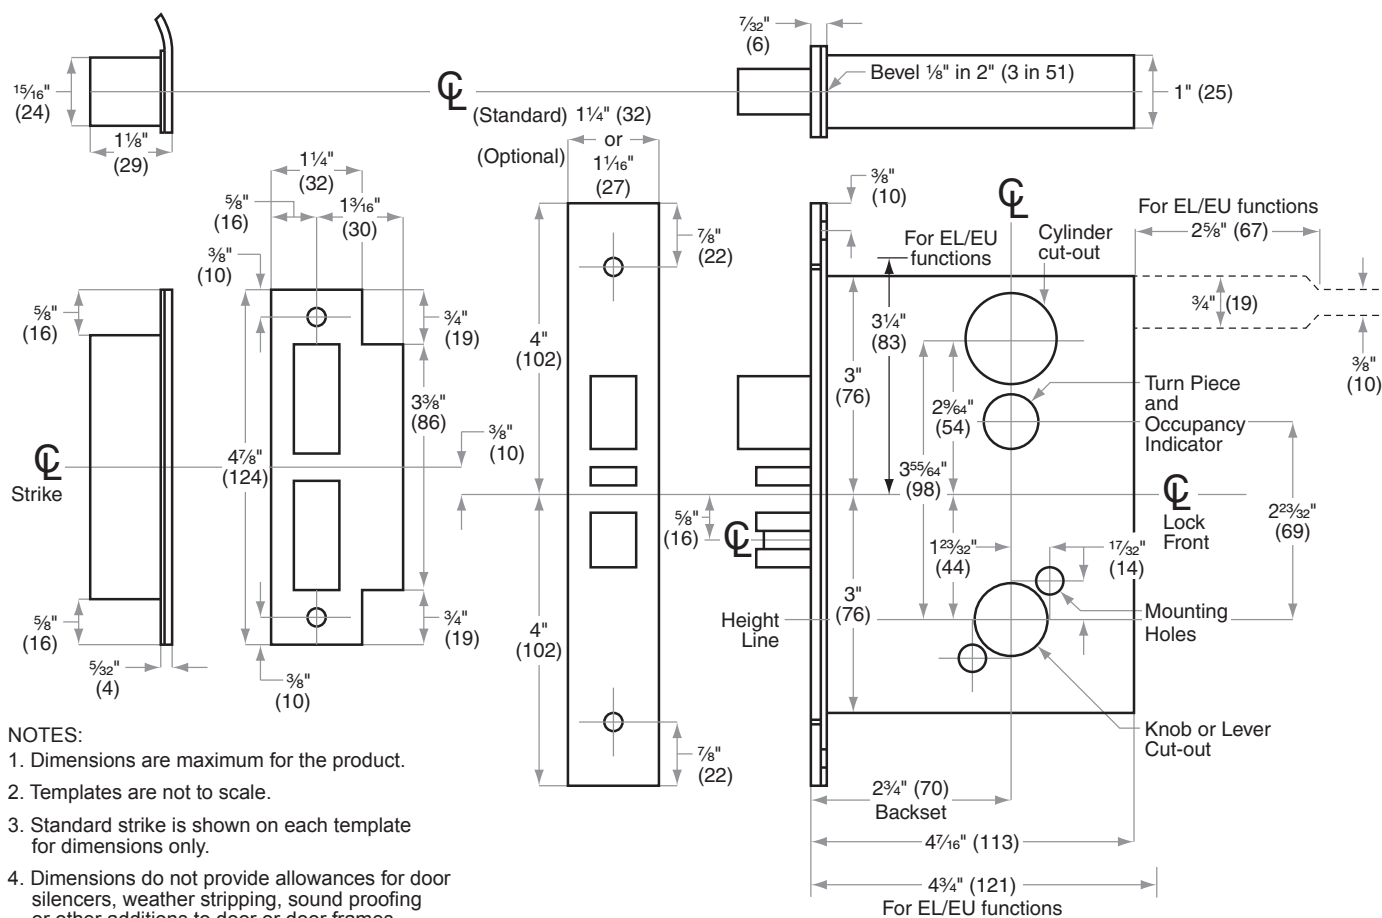 7/32"
(6)
Bevel 1/8" in 2" (3 in 51)
15/16"
(24)
1" (25)
1 1/8"
(29)
℄
(Standard) 1 1/4" (32)
or
(Optional)
1 1/16"
(27)
1 1/4"
(32)
5/8"
(16)
1 3/16"
(30)
3/8"
(10)
7/8"
(22)
3/8"
(10)
℄
For EL/EU
functions
Cylinder
cut-out
For EL/EU functions
2 5/8" (67)
5/8"
(16)
3/4"
(19)
4"
(102)
3 1/4"
(83)
3/4" (19)
3/8"
(10)
3"
(76)
2 9/64"
(54)
Turn Piece
and
Occupancy
Indicator
3 3/8"
(86)
3/8"
(10)
℄
Strike
4 7/8"
(124)
3 55/64"
(98)
℄
Lock
Front
2 23/32"
(69)
5/8"
(16)
℄
1 23/32"
(44)
17/32"
(14)
5/8"
(16)
3/4"
(19)
4"
(102)
Height
Line
3"
(76)
Mounting
Holes
5/32"
(4)
3/8"
(10)
7/8"
(22)
Knob or Lever
Cut-out
2 3/4" (70)
Backset
4 7/16" (113)
4 3/4" (121)
For EL/EU functions
NOTES:
1. Dimensions are maximum for the product.
2. Templates are not to scale.
3. Standard strike is shown on each template
for dimensions only.
4. Dimensions do not provide allowances for door
silencers, weather stripping, sound proofing
or other additions to door or door frames